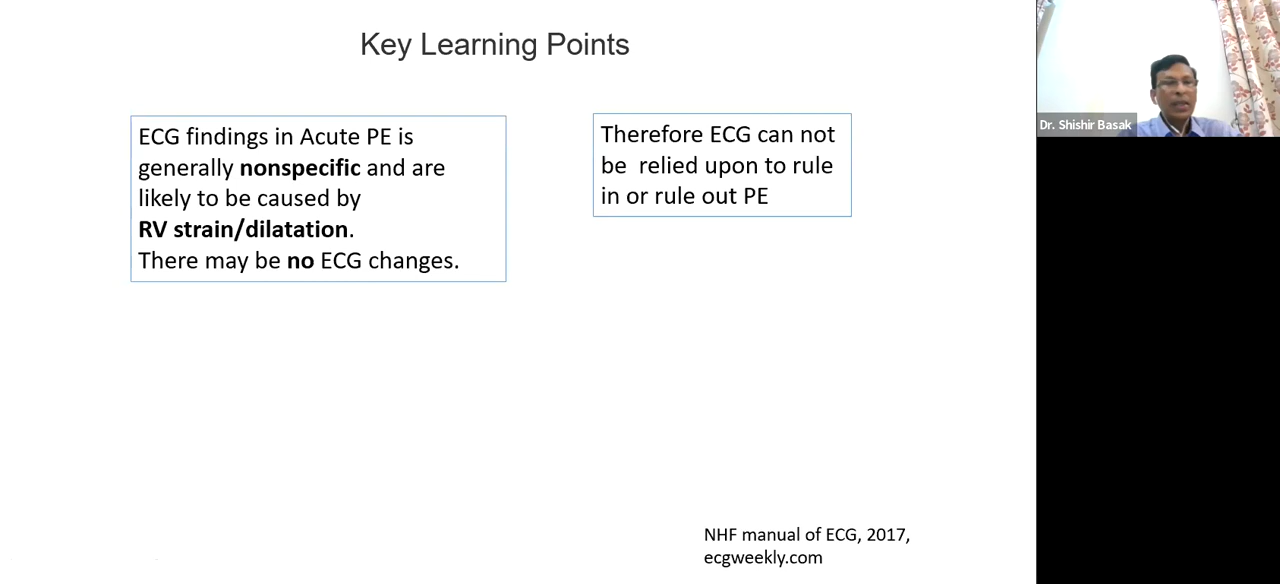 Key Learning Points
ECG findings in Acute PE is
generally nonspecific and are
likely to be caused by
RV strain/dilatation.
There may be no ECG changes.
Therefore ECG can not
be  relied upon to rule
in or rule out PE
NHF manual of ECG, 2017,
ecgweekly.com
Dr. Shishir Basak